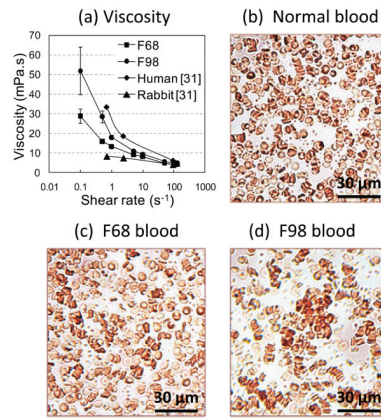 (a) Viscosity
Viscosity (mPa.s)
70
60
50
40
30
20
10
0
F68
F98
Human [31]
Rabbit[31]
0.01 0.1 1 10 100 1000
Shear rate (s⁻¹)
(b) Normal blood
30 μm
(c) F68 blood
30 μm
(d) F98 blood
30 μm